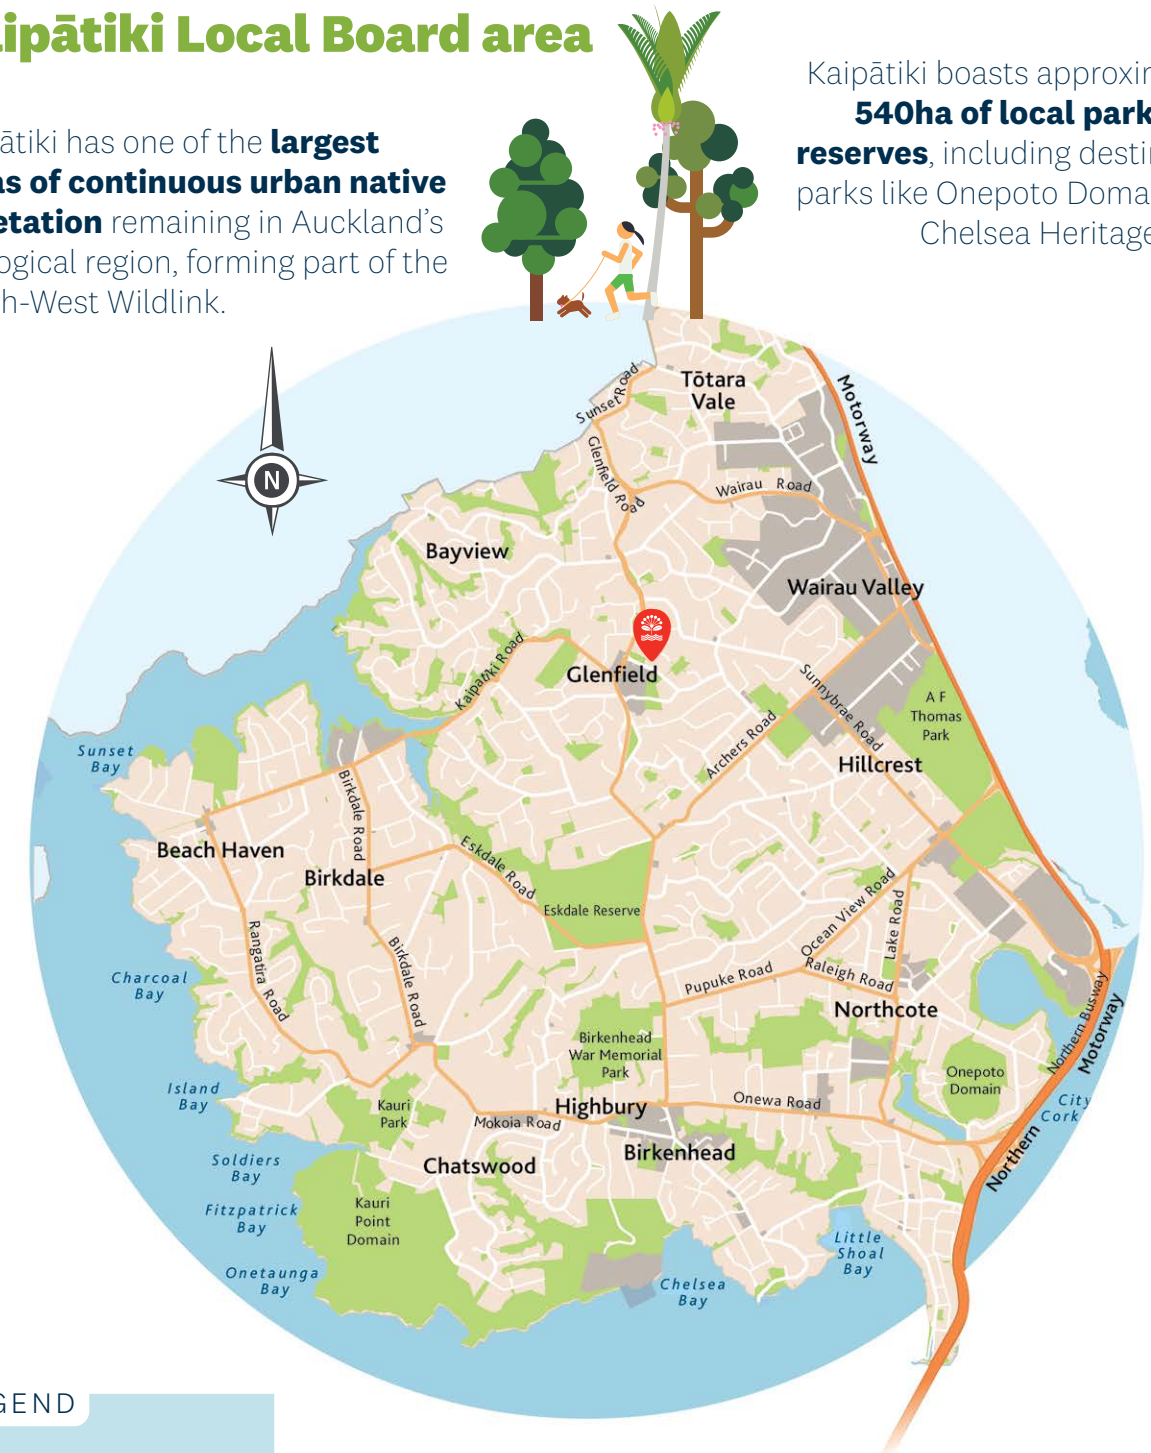 ipātiki Local Board area
Kaipātiki boasts approxin
540ha of local park
reserves, including destin
parks like Onepoto Doma
Chelsea Heritage
ātiki has one of the largest
as of continuous urban native
etation remaining in Auckland's
ogical region, forming part of the
h-West Wildlink.
N
Tōtara
Vale
Sunset Road
Motorway
Glenfield Road
Wairau Road
Bayview
Wairau Valley
Kaipātiki Road
Glenfield
Sunnybrae Road
A F
Thomas
Park
Archers Road
Hillcrest
Sunset
Bay
Birkdale Road
Beach Haven
Birkdale
Eskdale Road
Eskdale Reserve
Ocean View Road
Lake Road
Rangatira Road
Birkdale Road
Charcoal
Bay
Pupuke Road
Raleigh Road
Northcote
Northern Busway
Motorway
Birkenhead
War Memorial
Park
Onepoto
Domain
Island
Bay
Kauri
Park
Highbury
Onewa Road
City
Cork
Mokoia Road
Northern
Soldiers
Bay
Chatswood
Birkenhead
Fitzpatrick
Bay
Kauri
Point
Domain
Little
Shoal
Bay
Onetaunga
Bay
Chelsea
Bay
GEND